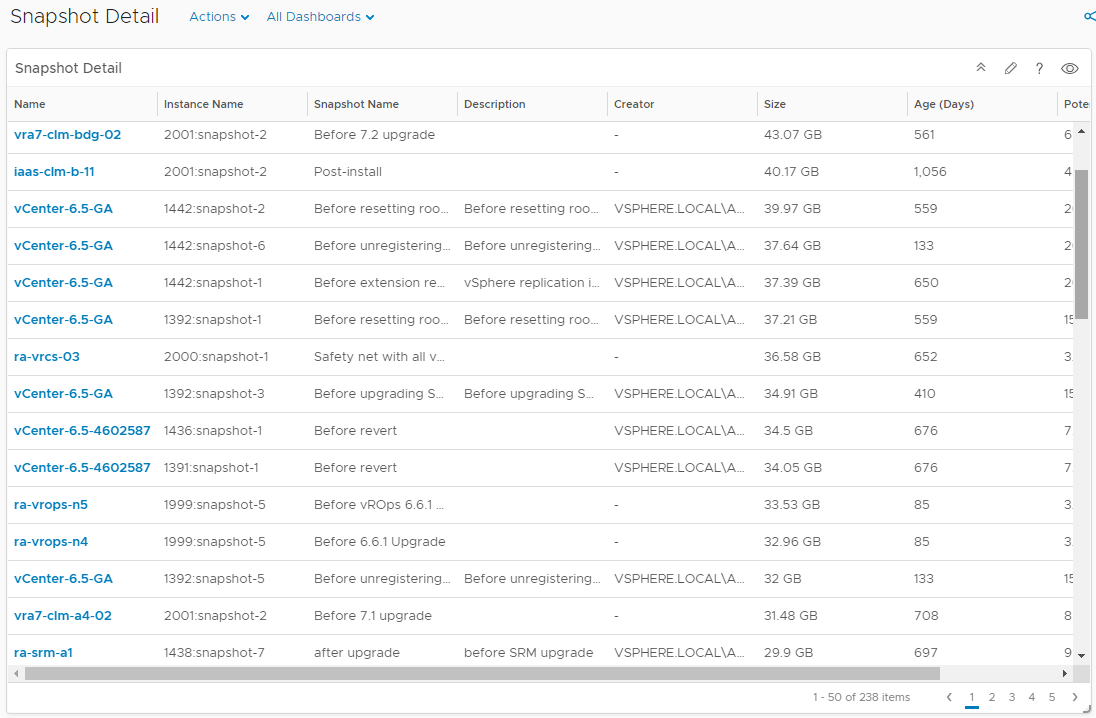 Snapshot Detail Actions All Dashboards
Snapshot Detail ?
Name Instance Name Snapshot Name Description Creator Size Age (Days) Pote
vra7-clm-bdg-02 2001:snapshot-2 Before 7.2 upgrade - 43.07 GB 561 6
iaas-clm-b-11 2001:snapshot-2 Post-install - 40.17 GB 1,056 4
vCenter-6.5-GA 1442:snapshot-2 Before resetting roo... Before resetting roo... VSPHERE.LOCAL\A... 39.97 GB 559 2
vCenter-6.5-GA 1442:snapshot-6 Before unregistering... Before unregistering... VSPHERE.LOCAL\A... 37.64 GB 133 2
vCenter-6.5-GA 1442:snapshot-1 Before extension re... vSphere replication i... VSPHERE.LOCAL\A... 37.39 GB 650 2
vCenter-6.5-GA 1392:snapshot-1 Before resetting roo... Before resetting roo... VSPHERE.LOCAL\A... 37.21 GB 559 15
ra-vrcs-03 2000:snapshot-1 Safety net with all v... - 36.58 GB 652 3.
vCenter-6.5-GA 1392:snapshot-3 Before upgrading S... Before upgrading S... VSPHERE.LOCAL\A... 34.91 GB 410 15
vCenter-6.5-4602587 1436:snapshot-1 Before revert VSPHERE.LOCAL\A... 34.5 GB 676 7.
vCenter-6.5-4602587 1391:snapshot-1 Before revert VSPHERE.LOCAL\A... 34.05 GB 676 7.
ra-vrops-n5 1999:snapshot-5 Before vROps 6.6.1 ... - 33.53 GB 85 3.
ra-vrops-n4 1999:snapshot-5 Before 6.6.1 Upgrade - 32.96 GB 85 3.
vCenter-6.5-GA 1392:snapshot-5 Before unregistering... Before unregistering... VSPHERE.LOCAL\A... 32 GB 133 15
vra7-clm-a4-02 2001:snapshot-2 Before 7.1 upgrade - 31.48 GB 708 8
ra-srm-a1 1438:snapshot-7 after upgrade before SRM upgrade VSPHERE.LOCAL\A... 29.9 GB 697 9
1 - 50 of 238 items 1 2 3 4 5